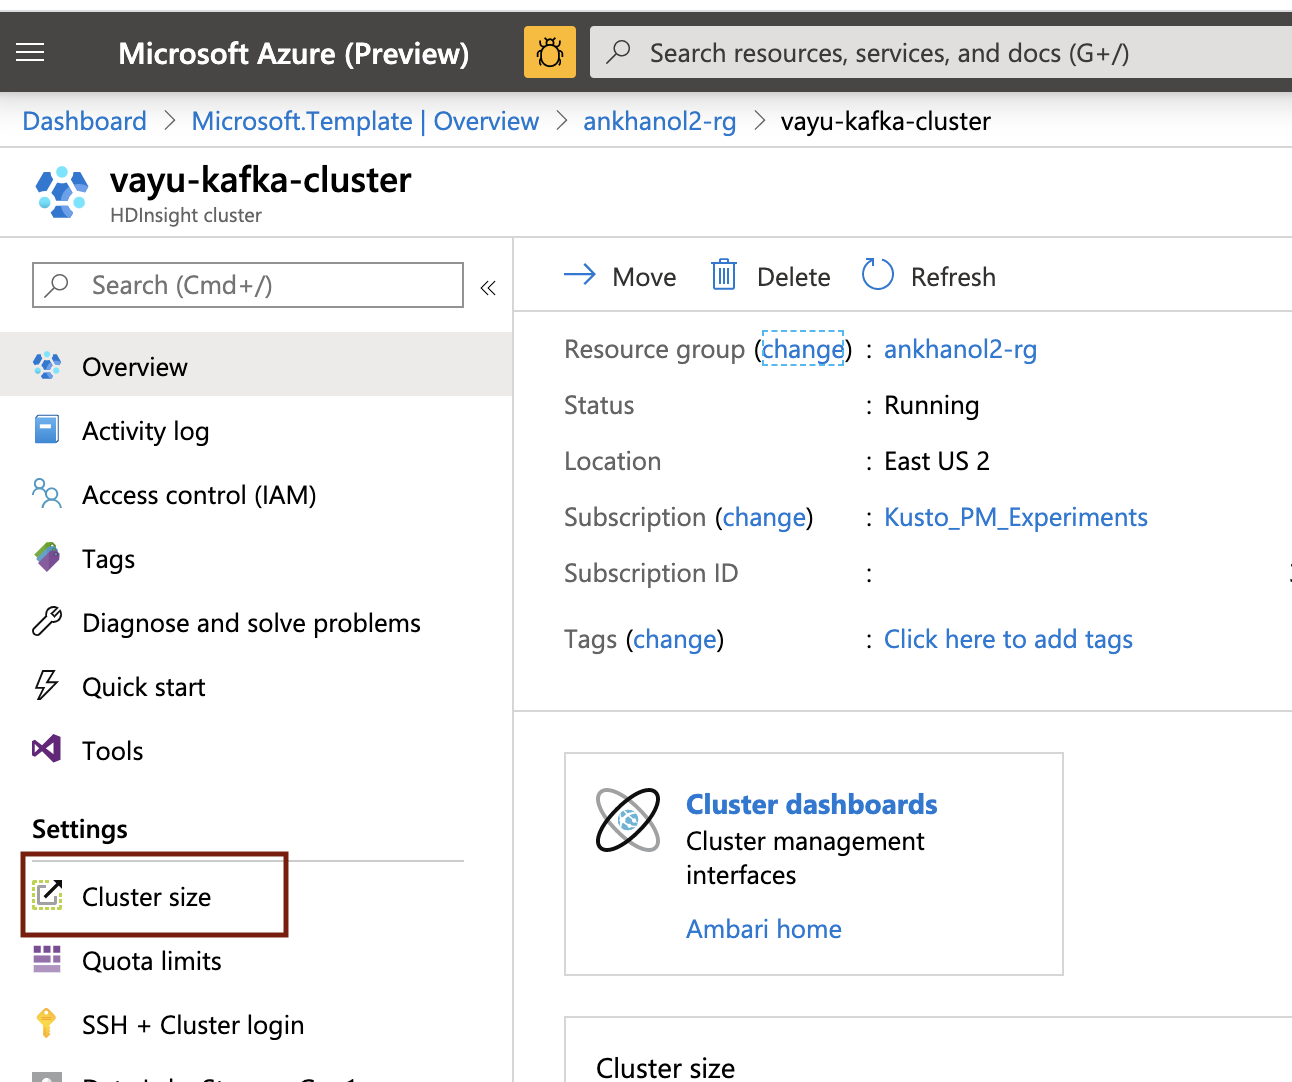 Microsoft Azure (Preview)
Search resources, services, and docs (G+/)
Dashboard > Microsoft.Template | Overview > ankhanol2-rg > vayu-kafka-cluster
vayu-kafka-cluster
HDInsight cluster
Search (Cmd+/)
«
Overview
Activity log
Access control (IAM)
Tags
Diagnose and solve problems
Quick start
Tools
Settings
Cluster size
Quota limits
SSH + Cluster login
Move
Delete
Refresh
Resource group (change) : ankhanol2-rg
Status : Running
Location : East US 2
Subscription (change) : Kusto_PM_Experiments
Subscription ID :
Tags (change) : Click here to add tags
Cluster dashboards
Cluster management
interfaces
Ambari home
Cluster size